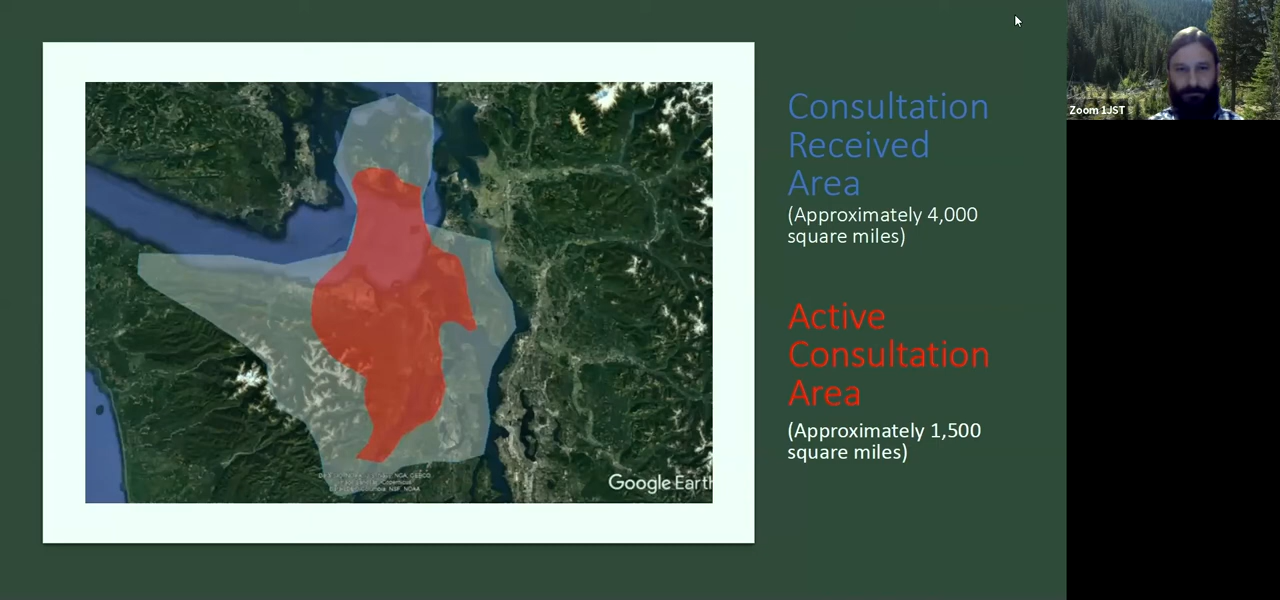 Consultation
Received
Area
(Approximately 4,000
square miles)
Active
Consultation
Area
(Approximately 1,500
square miles)
Zoom 1JST
Google Earth